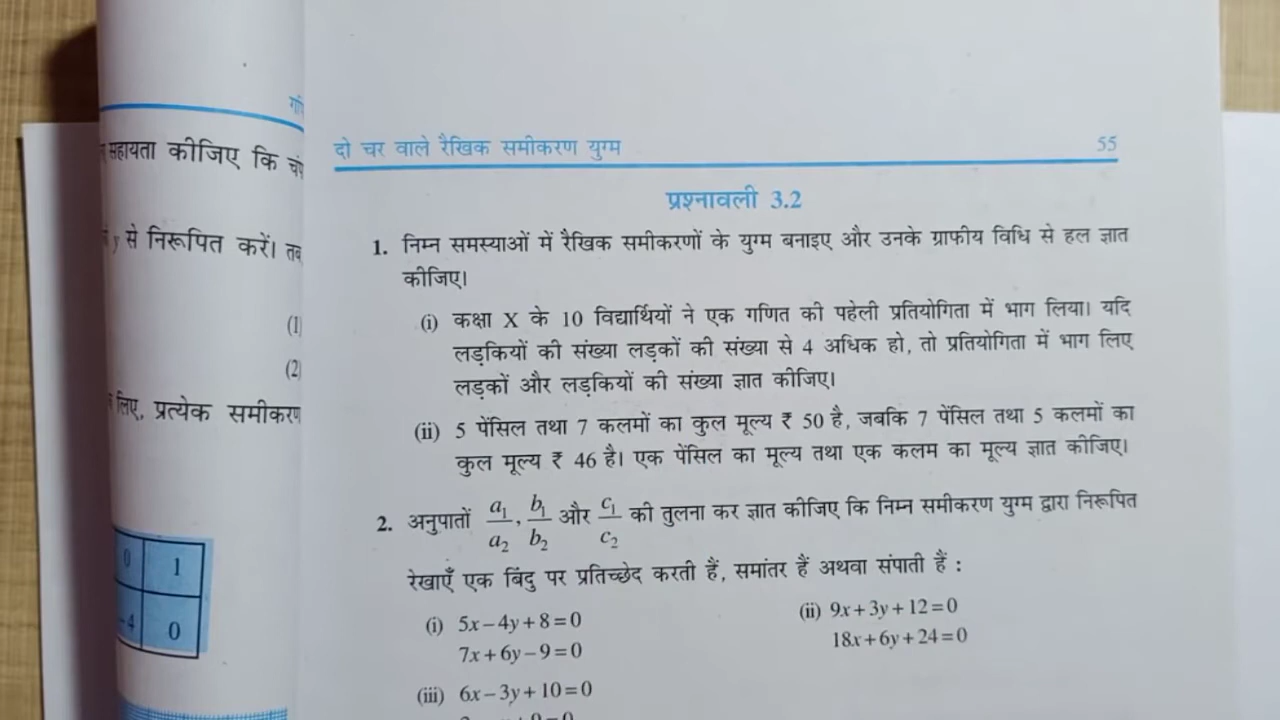 सहायता कीजिए कि
y से निरूपित करें। तब
(1)
(2)
लिए, प्रत्येक समीकरण
0 1
-4 0
दो चर वाले रैखिक समीकरण युग्म 55
प्रश्नावली 3.2
1. निम्न समस्याओं में रैखिक समीकरणों के युग्म बनाइए और उनके ग्राफीय विधि से हल ज्ञात
कीजिए।
(i) कक्षा X के 10 विद्यार्थियों ने एक गणित की पहेली प्रतियोगिता में भाग लिया। यदि
लड़कियों की संख्या लड़कों की संख्या से 4 अधिक हो, तो प्रतियोगिता में भाग लिए
लड़कों और लड़कियों की संख्या ज्ञात कीजिए।
(ii) 5 पेंसिल तथा 7 कलमों का कुल मूल्य ₹ 50 है, जबकि 7 पेंसिल तथा 5 कलमों का
कुल मूल्य ₹ 46 है। एक पेंसिल का मूल्य तथा एक कलम का मूल्य ज्ञात कीजिए।
2. अनुपातों a₁/a₂, b₁/b₂ और c₁/c₂ की तुलना कर ज्ञात कीजिए कि निम्न समीकरण युग्म द्वारा निरूपित
रेखाएँ एक बिंदु पर प्रतिच्छेद करती हैं, समांतर हैं अथवा संपाती हैं :
(i) 5x – 4y + 8 = 0 (ii) 9x + 3y + 12 = 0
7x + 6y – 9 = 0 18x + 6y + 24 = 0
(iii) 6x – 3y + 10 = 0